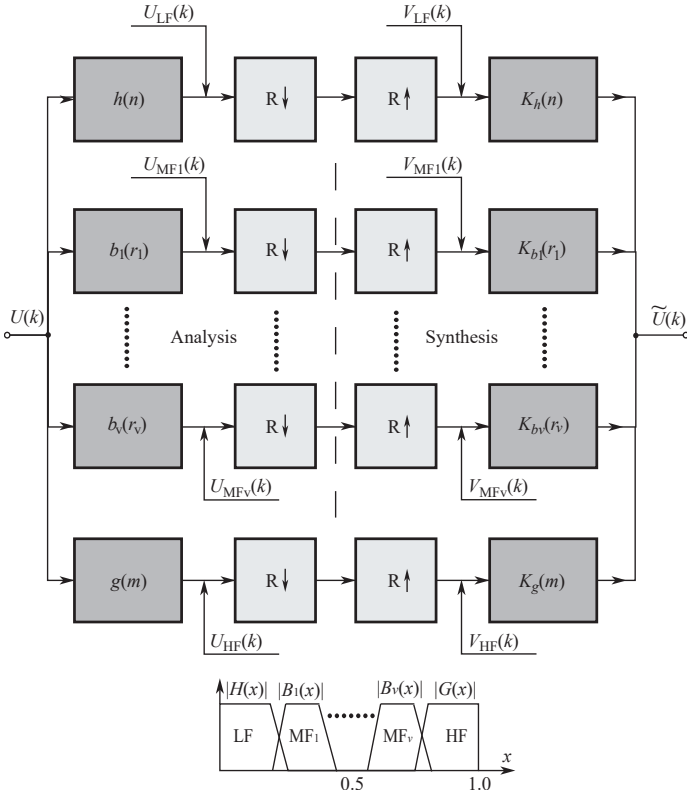 U_LF(k) V_LF(k)
h(n) R↓ R↑ K_h(n)
U_MF1(k) V_MF1(k)
b_1(r_1) R↓ R↑ K_b1(r_1)
U(k) Analysis Synthesis Ũ(k)
b_v(r_v) R↓ R↑ K_bv(r_v)
U_MFv(k) V_MFv(k)
g(m) R↓ R↑ K_g(m)
U_HF(k) V_HF(k)
|H(x)| |B_1(x)| |B_v(x)| |G(x)|
LF MF_1 MF_v HF
x
0.5 1.0